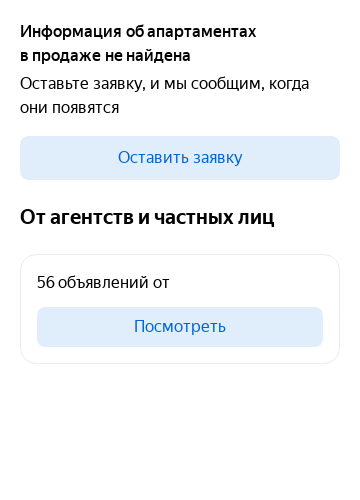 Информация об апартаментах
в продаже не найдена
Оставьте заявку, и мы сообщим, когда
они появятся
Оставить заявку
От агентств и частных лиц
56 объявлений от
Посмотреть